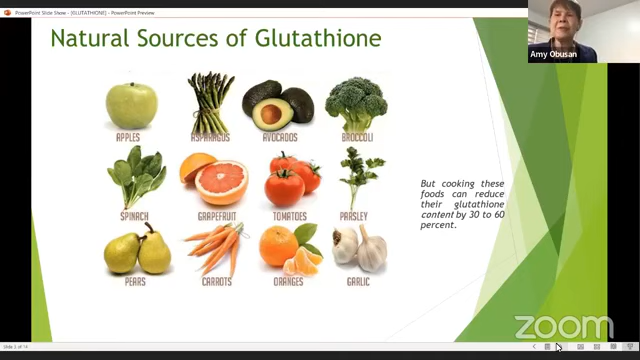 PowerPoint Slide Show - [GLUTATHIONE] - PowerPoint Preview
Natural Sources of Glutathione
Amy Obusan
APPLES
ASPARAGUS
AVOCADOS
BROCCOLI
SPINACH
GRAPEFRUIT
TOMATOES
PARSLEY
But cooking these
foods can reduce
their glutathione
content by 30 to 60
percent.
PEARS
CARROTS
ORANGES
GARLIC
zoom